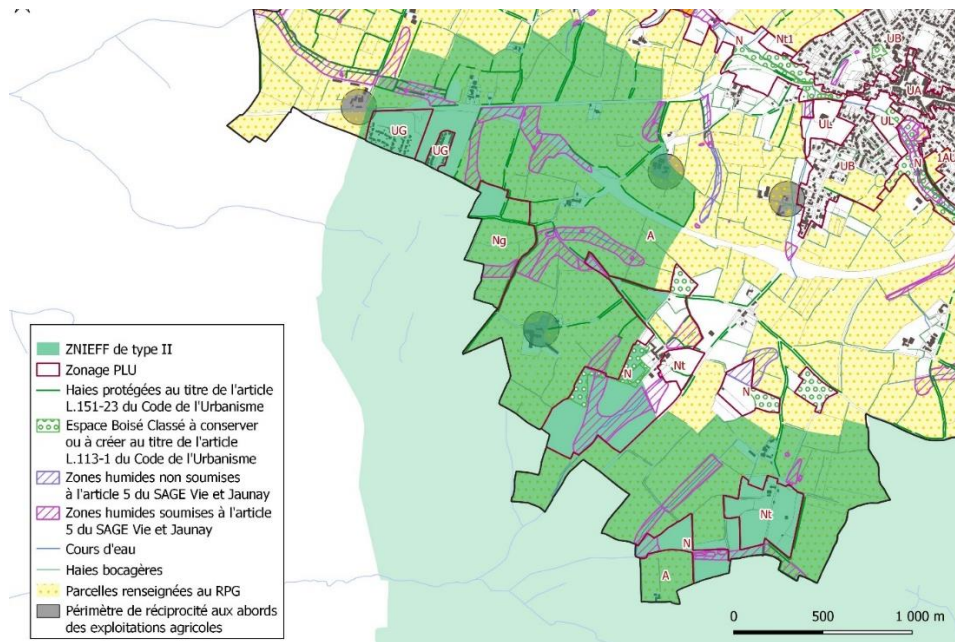 N
Nt1
UB
UA
UL
UL
UB
N
1AU
UG
UG
Ng
A
N
Nt
N
Nt
N
A
ZNIEFF de type II
Zonage PLU
Haies protégées au titre de l'article
L.151-23 du Code de l'Urbanisme
Espace Boisé Classé à conserver
ou à créer au titre de l'article
L.113-1 du Code de l'Urbanisme
Zones humides non soumises
à l'article 5 du SAGE Vie et Jaunay
Zones humides soumises à l'article
5 du SAGE Vie et Jaunay
Cours d'eau
Haies bocagères
Parcelles renseignées au RPG
Périmètre de réciprocité aux abords
des exploitations agricoles
0 500 1 000 m